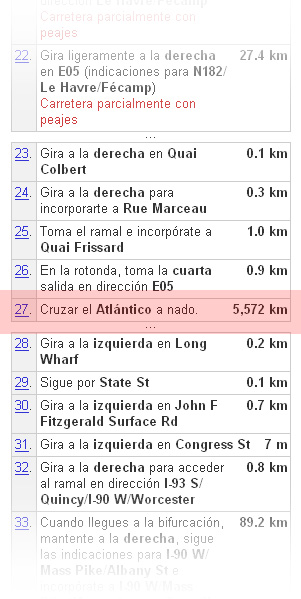 dirección Le Havre
Carretera parcialmente con
peajes
22. Gira ligeramente a la derecha 27.4 km
en E05 (indicaciones para N182/
Le Havre/Fécamp)
Carretera parcialmente con
peajes
...
23. Gira a la derecha en Quai 0.1 km
Colbert
24. Gira a la derecha para 0.3 km
incorporarte a Rue Marceau
25. Toma el ramal e incorpórate a 1.0 km
Quai Frissard
26. En la rotonda, toma la cuarta 0.9 km
salida en dirección E05
27. Cruzar el Atlántico a nado. 5,572 km
...
28. Gira a la izquierda en Long 0.2 km
Wharf
29. Sigue por State St 0.1 km
30. Gira a la izquierda en John F 0.7 km
Fitzgerald Surface Rd
31. Gira a la izquierda en Congress St 7 m
32. Gira a la derecha para acceder 0.8 km
al ramal en dirección I-93 S/
Quincy/I-90 W/Worcester
33. Cuando llegues a la bifurcación, 89.2 km
mantente a la derecha, sigue
las indicaciones para I-90 W/
Mass Pike/Albany St e
incorpórate a I-90 W/Mass